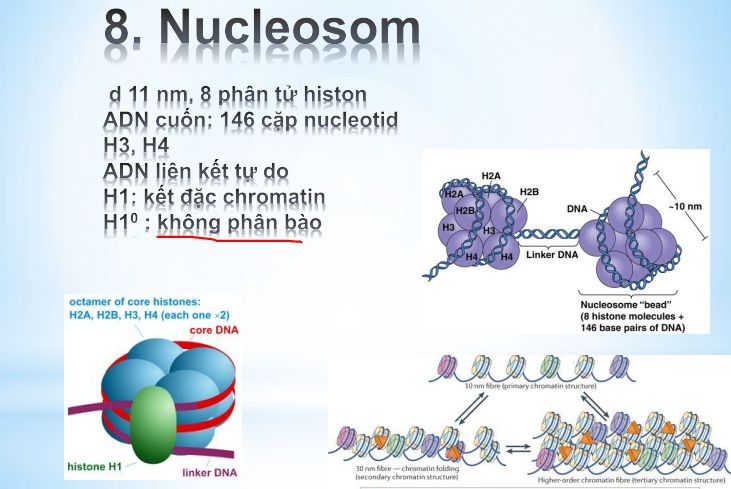 8. Nucleosom
d 11 nm, 8 phân tử histon
ADN cuốn: 146 cặp nucleotid
H3, H4
ADN liên kết tự do
H1: kết đặc chromatin
H1⁰ : không phân bào
H2A
H2A
H2B
H2B
H3
H3
H4
H4
DNA
~10 nm
Linker DNA
Nucleosome "bead"
(8 histone molecules +
146 base pairs of DNA)
octamer of core histones:
H2A, H2B, H3, H4 (each one ×2)
core DNA
histone H1
linker DNA
10 nm fibre (primary chromatin structure)
30 nm fibre — chromatin folding
(secondary chromatin structure)
Higher-order chromatin fibre (tertiary chromatin structure)